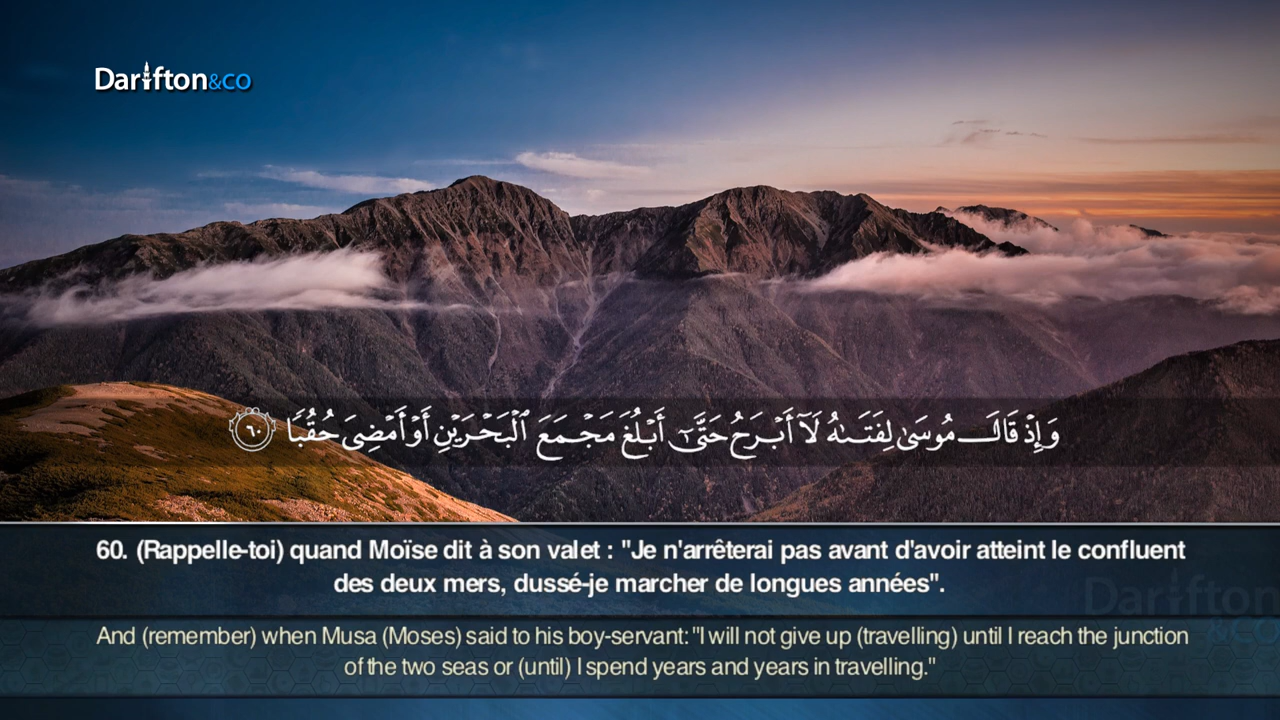 Darifton&co
وَإِذْ قَالَ مُوسَىٰ لِفَتَىٰهُ لَآ أَبْرَحُ حَتَّىٰٓ أَبْلُغَ مَجْمَعَ ٱلْبَحْرَيْنِ أَوْ أَمْضِىَ حُقُبًا ٦٠
60. (Rappelle-toi) quand Moïse dit à son valet : "Je n'arrêterai pas avant d'avoir atteint le confluent
des deux mers, dussé-je marcher de longues années".
Darifton
&co
And (remember) when Musa (Moses) said to his boy-servant: "I will not give up (travelling) until I reach the junction
of the two seas or (until) I spend years and years in travelling."